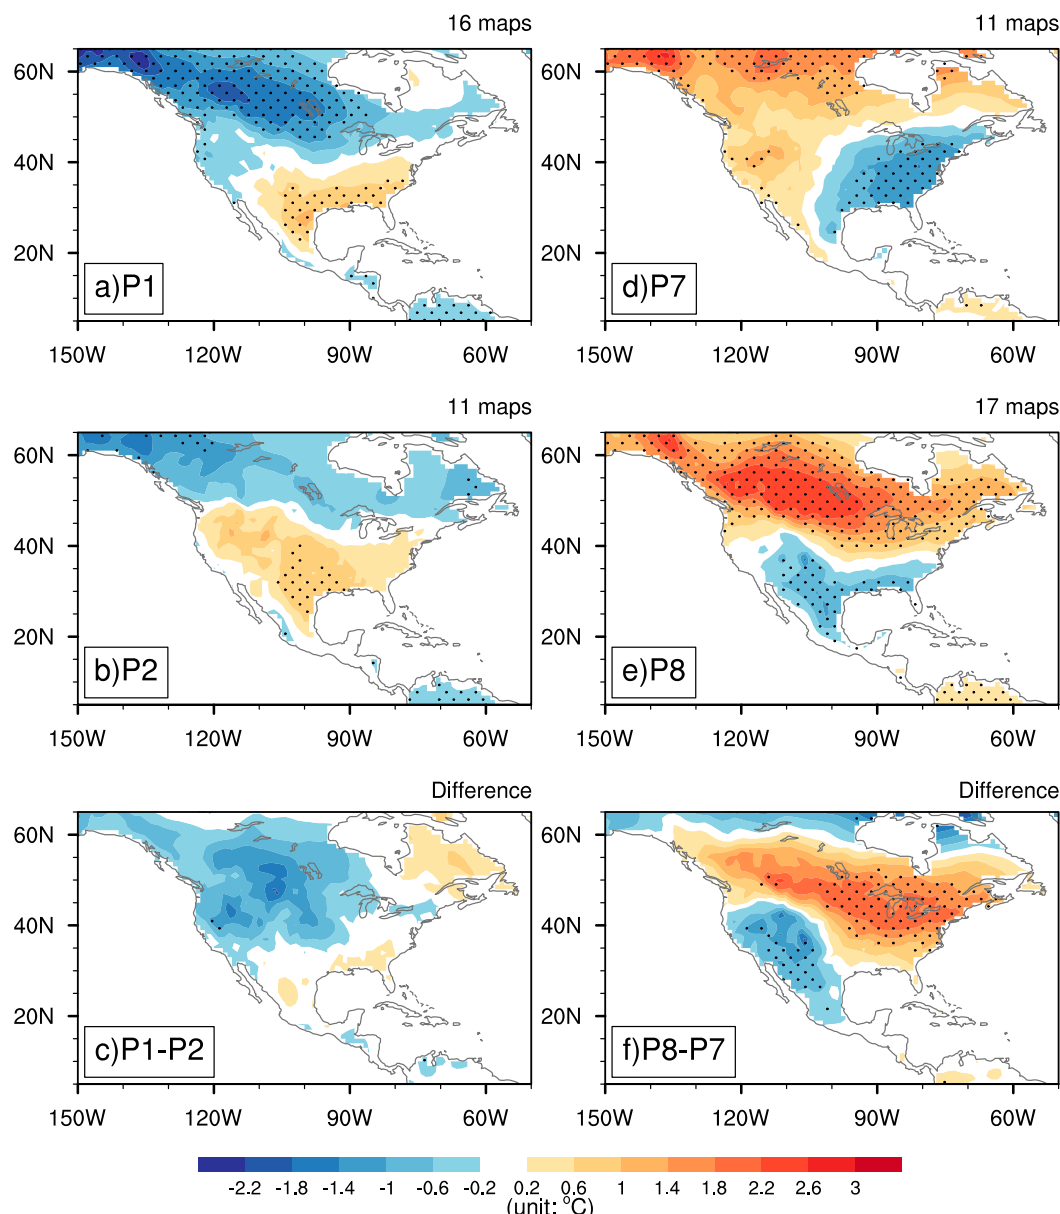 16 maps
60N
40N
20N
a)P1
150W 120W 90W 60W
11 maps
60N
40N
20N
d)P7
150W 120W 90W 60W
11 maps
60N
40N
20N
b)P2
150W 120W 90W 60W
17 maps
60N
40N
20N
e)P8
150W 120W 90W 60W
Difference
60N
40N
20N
c)P1-P2
150W 120W 90W 60W
Difference
60N
40N
20N
f)P8-P7
150W 120W 90W 60W
-2.2 -1.8 -1.4 -1 -0.6 -0.2 0.2 0.6 1 1.4 1.8 2.2 2.6 3
(unit: °C)